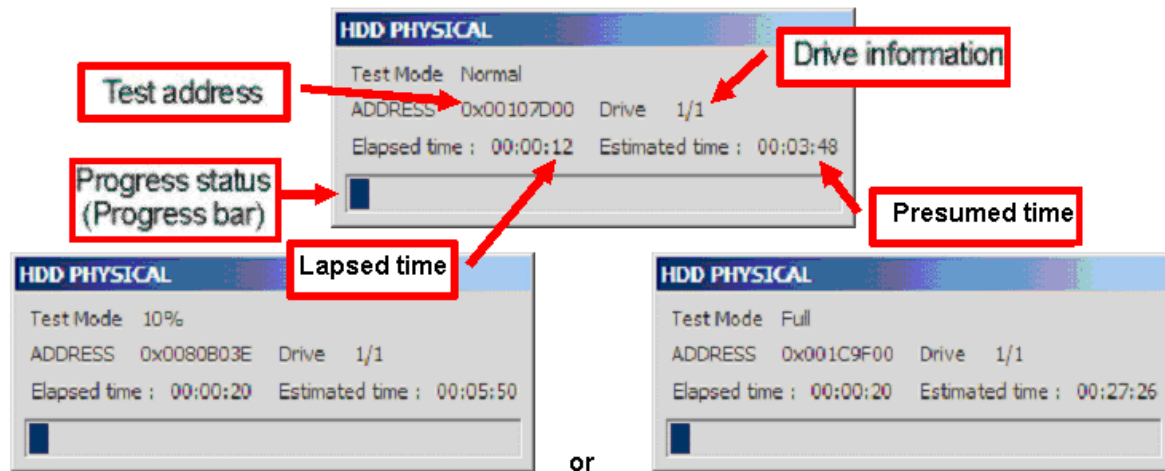 HDD PHYSICAL
Drive information
Test Mode Normal
Test address
ADDRESS 0x00107D00 Drive 1/1
Elapsed time : 00:00:12 Estimated time : 00:03:48
Progress status
(Progress bar)
Presumed time
Lapsed time
HDD PHYSICAL
Test Mode 10%
ADDRESS 0x0080B03E Drive 1/1
Elapsed time : 00:00:20 Estimated time : 00:05:50
or
HDD PHYSICAL
Test Mode Full
ADDRESS 0x001C9F00 Drive 1/1
Elapsed time : 00:00:20 Estimated time : 00:27:26